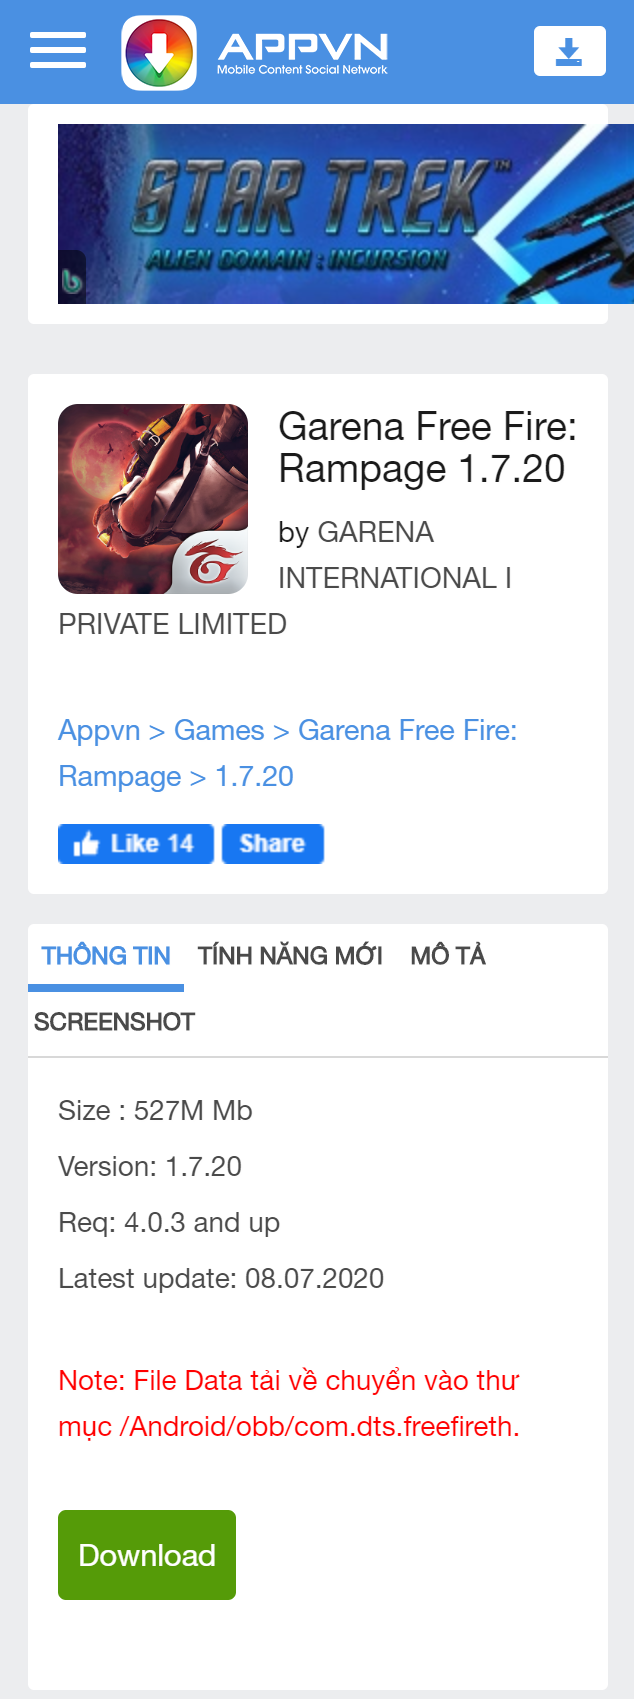 APPVN
Mobile Content Social Network
STAR TREK™
ALIEN DOMAIN : INCURSION
Garena Free Fire:
Rampage 1.7.20
by GARENA
INTERNATIONAL I
PRIVATE LIMITED
Appvn > Games > Garena Free Fire:
Rampage > 1.7.20
Like 14 Share
THÔNG TIN TÍNH NĂNG MỚI MÔ TẢ
SCREENSHOT
Size : 527M Mb
Version: 1.7.20
Req: 4.0.3 and up
Latest update: 08.07.2020
Note: File Data tải về chuyển vào thư
mục /Android/obb/com.dts.freefireth.
Download